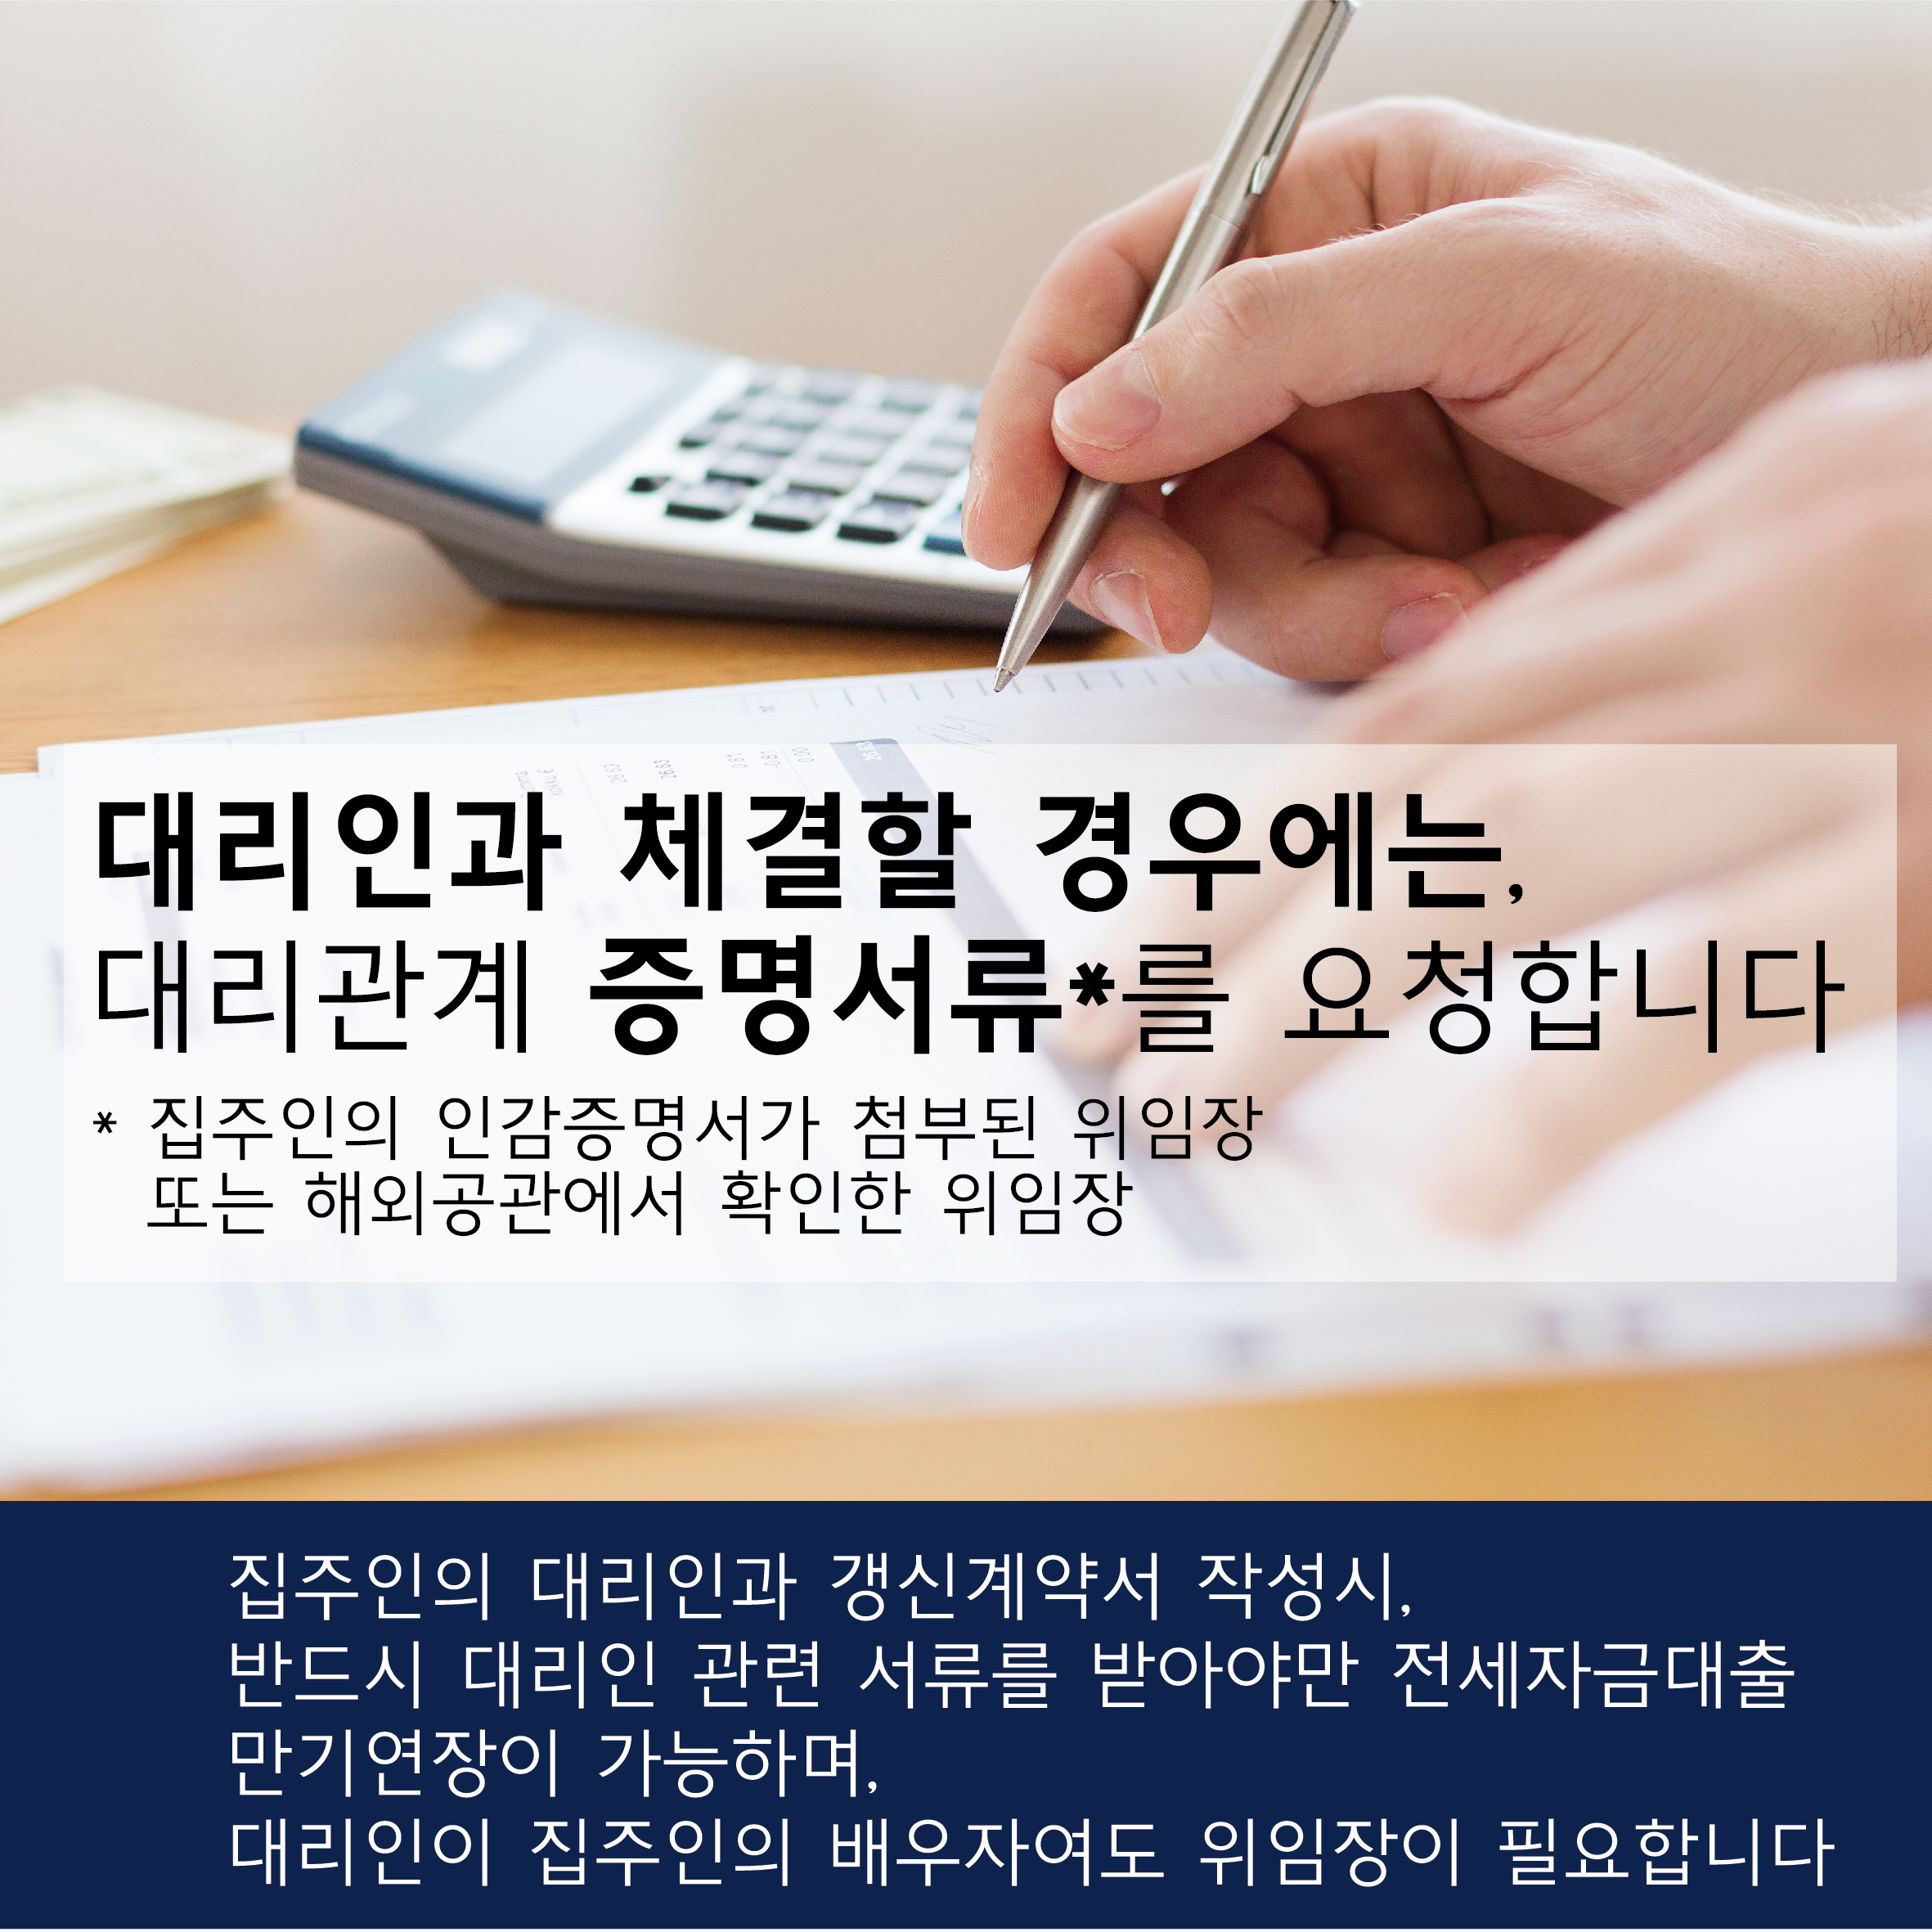 대리인과 체결할 경우에는,
대리관계 증명서류*를 요청합니다
* 집주인의 인감증명서가 첨부된 위임장
또는 해외공관에서 확인한 위임장
집주인의 대리인과 갱신계약서 작성시,
반드시 대리인 관련 서류를 받아야만 전세자금대출
만기연장이 가능하며,
대리인이 집주인의 배우자여도 위임장이 필요합니다